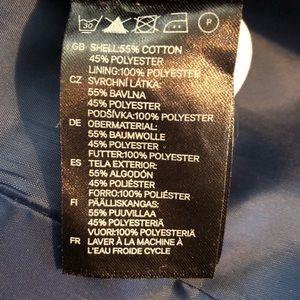 30 P
GB SHELL:55% COTTON
45% POLYESTER
LINING:100% POLYESTER
CZ SVRCHNÍ LÁTKA:
55% BAVLNA
45% POLYESTER
PODŠÍVKA:100% POLYESTER
DE OBERMATERIAL:
55% BAUMWOLLE
45% POLYESTER
FUTTER:100% POLYESTER
ES TELA EXTERIOR:
55% ALGODÓN
45% POLIÉSTER
FORRO:100% POLIÉSTER
FI PÄÄLLISKANGAS:
55% PUUVILLAA
45% POLYESTERIÄ
VUORI:100% POLYESTERIÄ
FR LAVER À LA MACHINE À
L'EAU FROIDE CYCLE